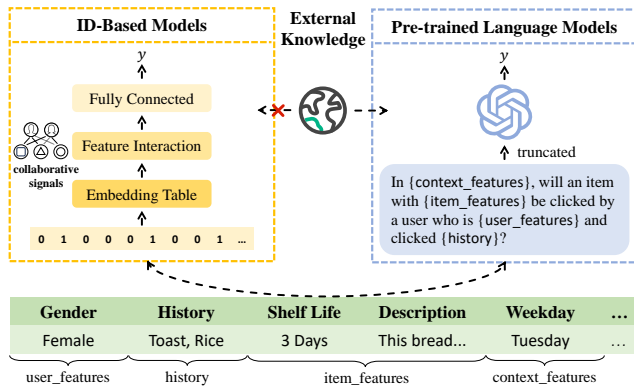 ID-Based Models
y
Fully Connected
Feature Interaction
collaborative
signals
Embedding Table
0 1 0 0 0 1 0 0 1 ...
External
Knowledge
Pre-trained Language Models
y
truncated
In {context_features}, will an item
with {item_features} be clicked by
a user who is {user_features} and
clicked {history}?
Gender History Shelf Life Description Weekday ...
Female Toast, Rice 3 Days This bread... Tuesday ...
user_features history item_features context_features